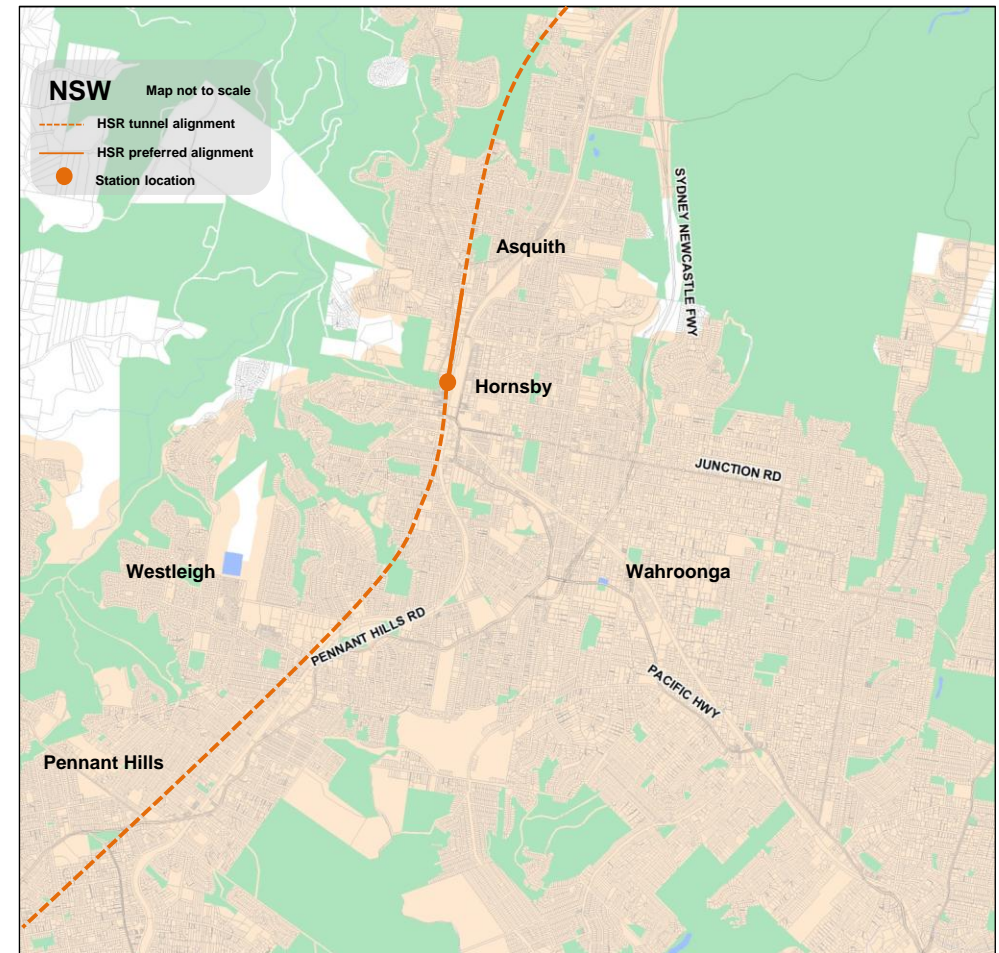 NSW Map not to scale
HSR tunnel alignment
HSR preferred alignment
Station location
SYDNEY NEWCASTLE FWY
Asquith
Hornsby
JUNCTION RD
Westleigh
Wahroonga
PENNANT HILLS RD
PACIFIC HWY
Pennant Hills